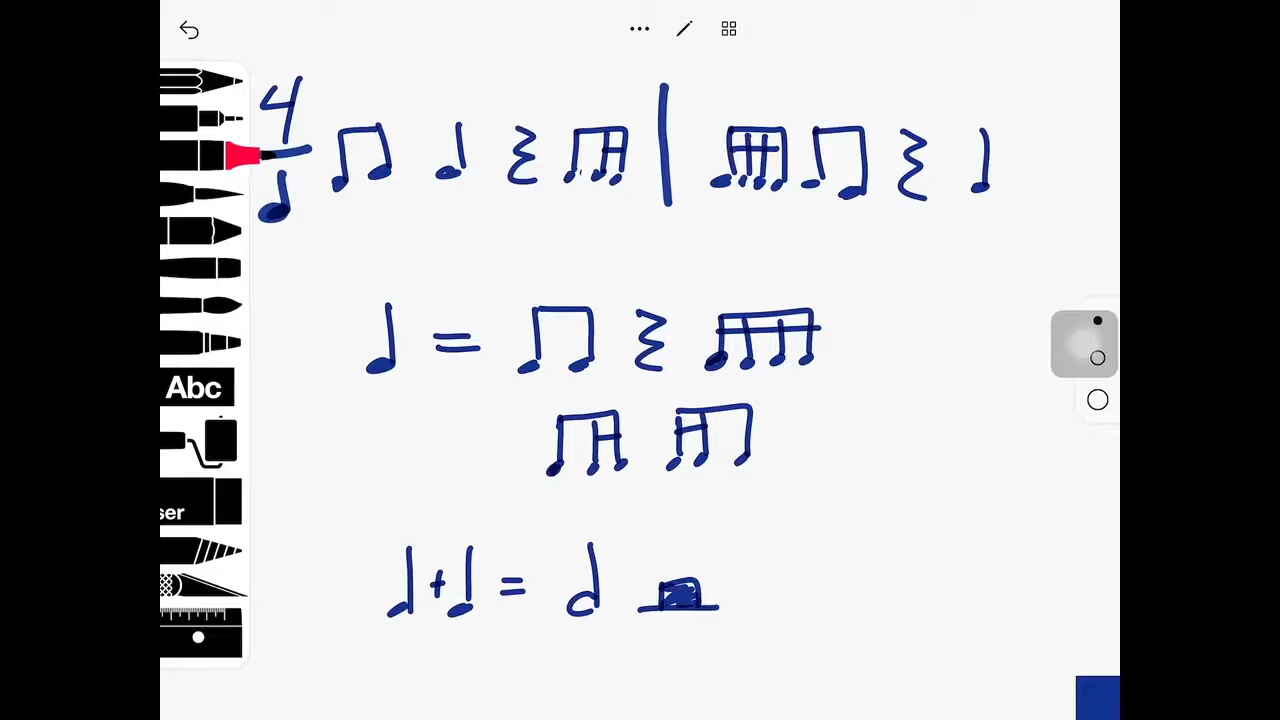 4
Abc
ser
+ =
=